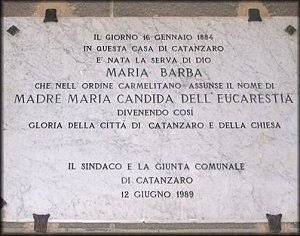 IL GIORNO 16 GENNAIO 1884
IN QUESTA CASA DI CATANZARO
È NATA LA SERVA DI DIO
MARIA BARBA
CHE NELL'ORDINE CARMELITANO ASSUNSE IL NOME DI
MADRE MARIA CANDIDA DELL'EUCARESTIA
DIVENENDO COSÌ
GLORIA DELLA CITTÁ DI CATANZARO E DELLA CHIESA
IL SINDACO E LA GIUNTA COMUNALE
DI CATANZARO
12 GIUGNO 1989